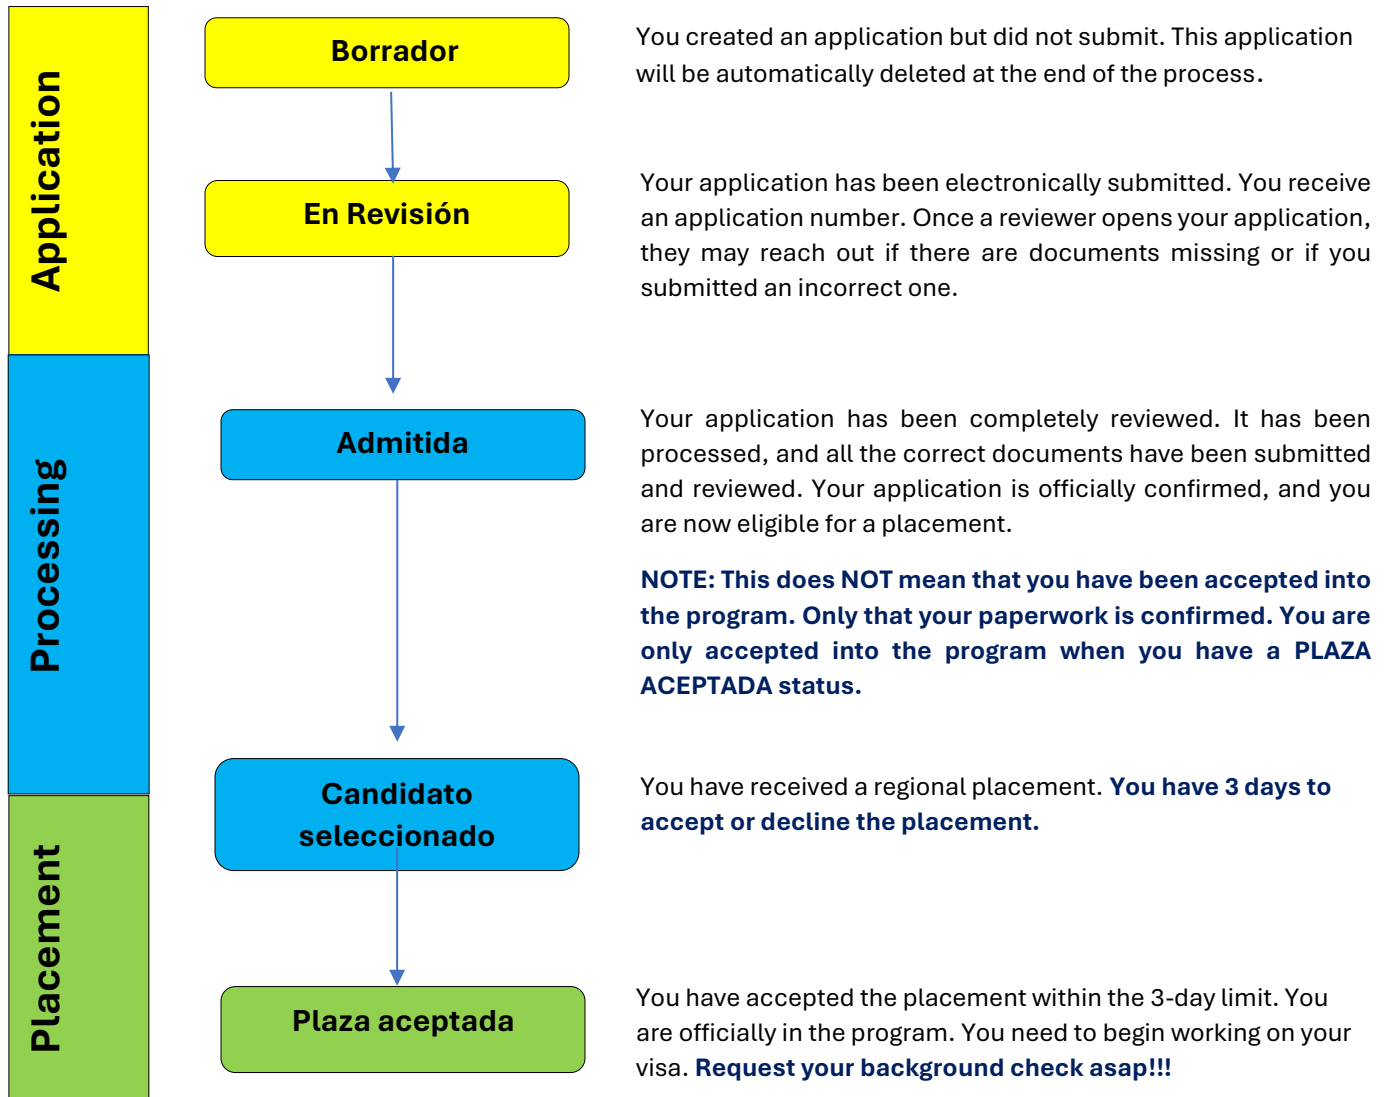 Application
Borrador
You created an application but did not submit. This application
will be automatically deleted at the end of the process.
En Revisión
Your application has been electronically submitted. You receive
an application number. Once a reviewer opens your application,
they may reach out if there are documents missing or if you
submitted an incorrect one.
Processing
Admitida
Your application has been completely reviewed. It has been
processed, and all the correct documents have been submitted
and reviewed. Your application is officially confirmed, and you
are now eligible for a placement.
NOTE: This does NOT mean that you have been accepted into
the program. Only that your paperwork is confirmed. You are
only accepted into the program when you have a PLAZA
ACEPTADA status.
Candidato
seleccionado
You have received a regional placement. You have 3 days to
accept or decline the placement.
Placement
Plaza aceptada
You have accepted the placement within the 3-day limit. You
are officially in the program. You need to begin working on your
visa. Request your background check asap!!!